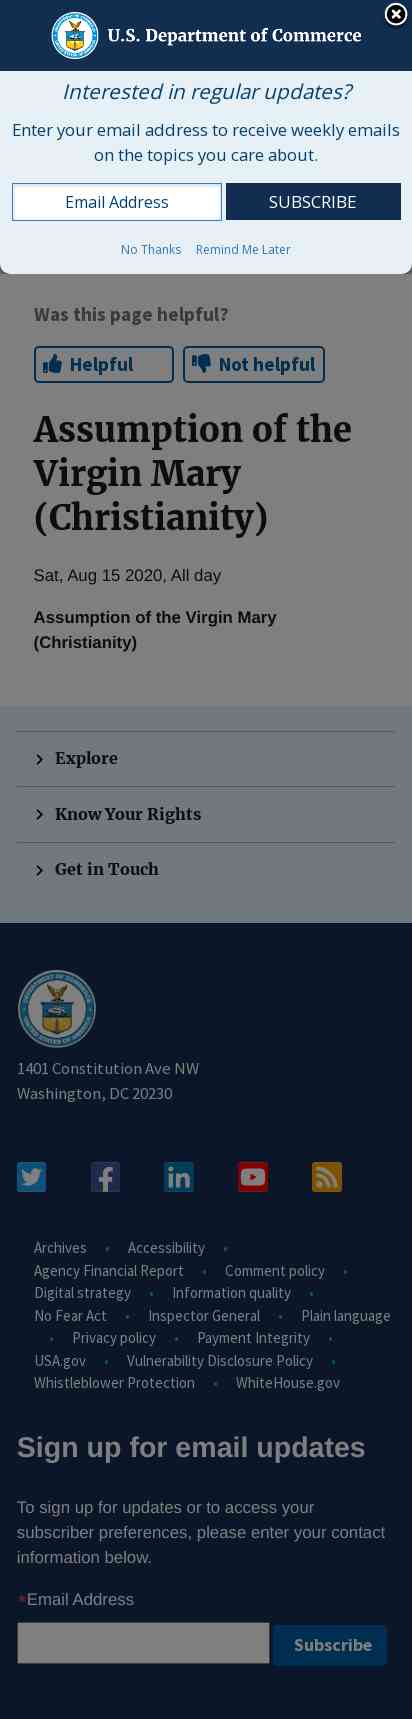 U.S. Department of Commerce
Interested in regular updates?
Enter your email address to receive weekly emails
on the topics you care about.
Email Address
SUBSCRIBE
No Thanks
Remind Me Later
Was this page helpful?
Helpful
Not helpful
Assumption of the
Virgin Mary
(Christianity)
Sat, Aug 15 2020, All day
Assumption of the Virgin Mary
(Christianity)
Explore
Know Your Rights
Get in Touch
1401 Constitution Ave NW
Washington, DC 20230
Archives • Accessibility •
Agency Financial Report • Comment policy •
Digital strategy • Information quality •
No Fear Act • Inspector General • Plain language
• Privacy policy • Payment Integrity •
USA.gov • Vulnerability Disclosure Policy •
Whistleblower Protection • WhiteHouse.gov
Sign up for email updates
To sign up for updates or to access your
subscriber preferences, please enter your contact
information below.
*Email Address
Subscribe